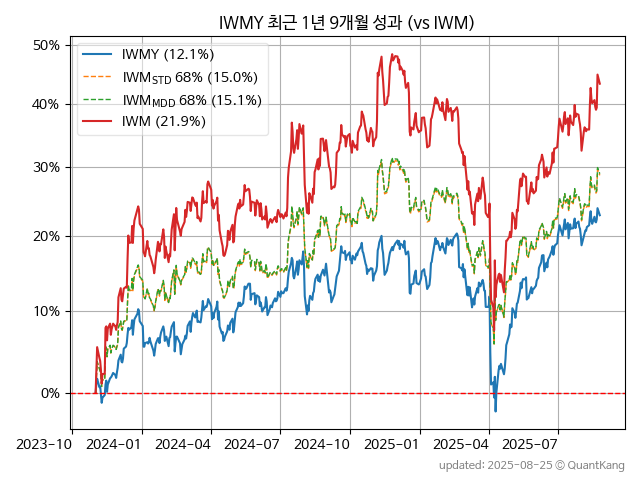 IWMY 최근 1년 9개월 성과 (vs IWM)
50%
40%
30%
20%
10%
0%
IWMY (12.1%)
IWM_STD 68% (15.0%)
IWM_MDD 68% (15.1%)
IWM (21.9%)
2023-10 2024-01 2024-04 2024-07 2024-10 2025-01 2025-04 2025-07
updated: 2025-08-25 ⓒ QuantKang